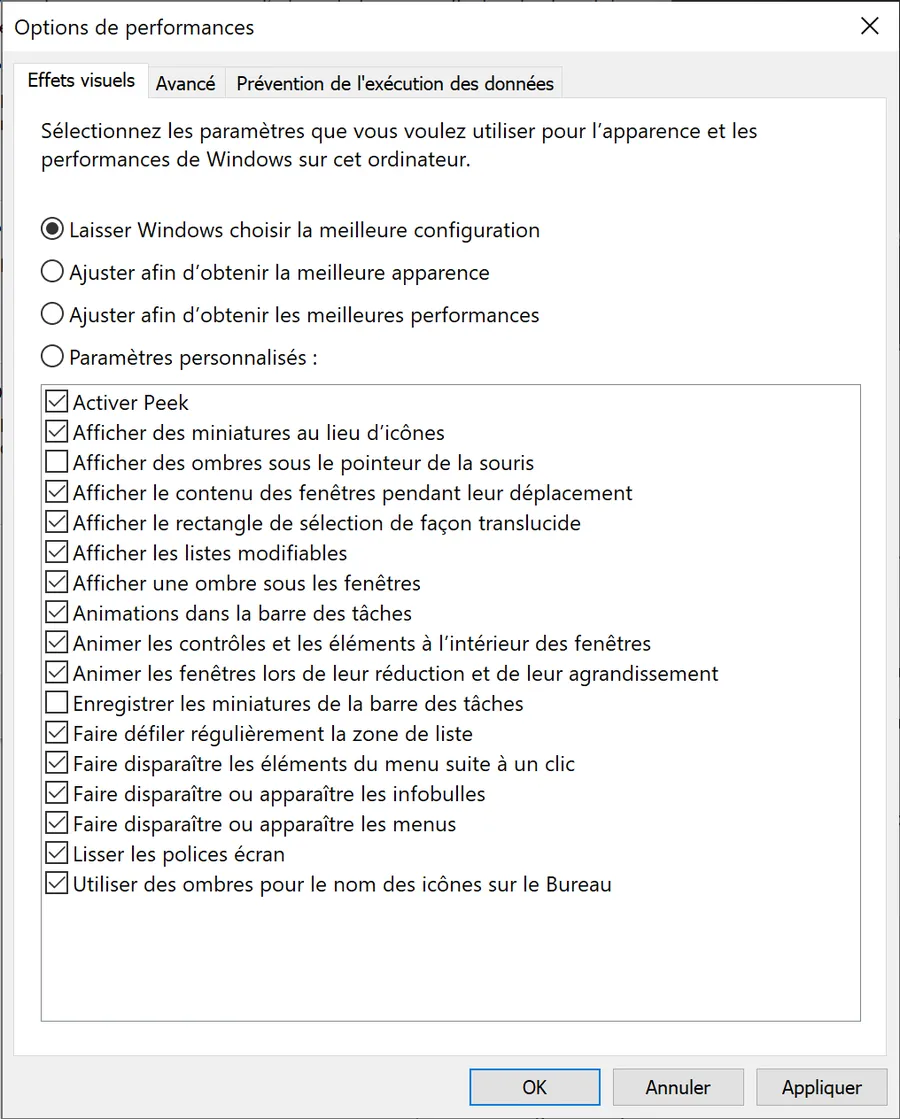 Options de performances
Effets visuels
Avancé
Prévention de l'exécution des données
Sélectionnez les paramètres que vous voulez utiliser pour l’apparence et les
performances de Windows sur cet ordinateur.
Laisser Windows choisir la meilleure configuration
Ajuster afin d’obtenir la meilleure apparence
Ajuster afin d’obtenir les meilleures performances
Paramètres personnalisés :
Activer Peek
Afficher des miniatures au lieu d’icônes
Afficher des ombres sous le pointeur de la souris
Afficher le contenu des fenêtres pendant leur déplacement
Afficher le rectangle de sélection de façon translucide
Afficher les listes modifiables
Afficher une ombre sous les fenêtres
Animations dans la barre des tâches
Animer les contrôles et les éléments à l’intérieur des fenêtres
Animer les fenêtres lors de leur réduction et de leur agrandissement
Enregistrer les miniatures de la barre des tâches
Faire défiler régulièrement la zone de liste
Faire disparaître les éléments du menu suite à un clic
Faire disparaître ou apparaître les infobulles
Faire disparaître ou apparaître les menus
Lisser les polices écran
Utiliser des ombres pour le nom des icônes sur le Bureau
OK
Annuler
Appliquer